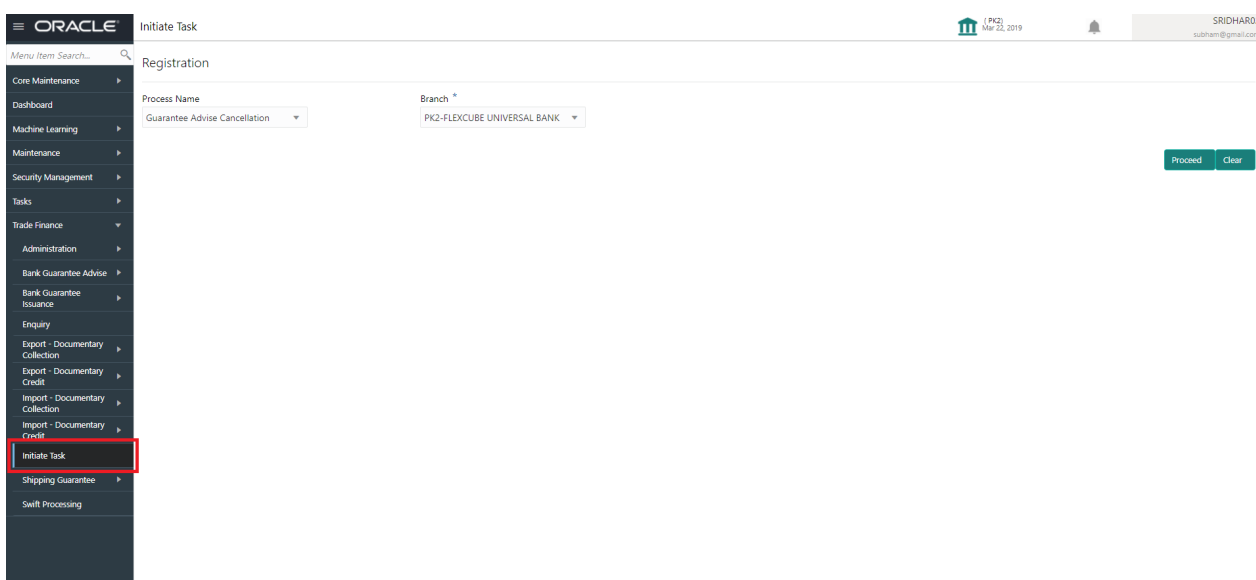 ORACLE
Initiate Task
( PK2)
Mar 22, 2019
SRIDHAR0
subham@gmail.com
Menu Item Search...
Registration
Core Maintenance
Dashboard
Machine Learning
Maintenance
Security Management
Tasks
Trade Finance
Administration
Bank Guarantee Advise
Bank Guarantee
Issuance
Enquiry
Export - Documentary
Collection
Export - Documentary
Credit
Import - Documentary
Collection
Import - Documentary
Credit
Initiate Task
Shipping Guarantee
Swift Processing
Process Name
Guarantee Advise Cancellation
Branch *
PK2-FLEXCUBE UNIVERSAL BANK
Proceed
Clear